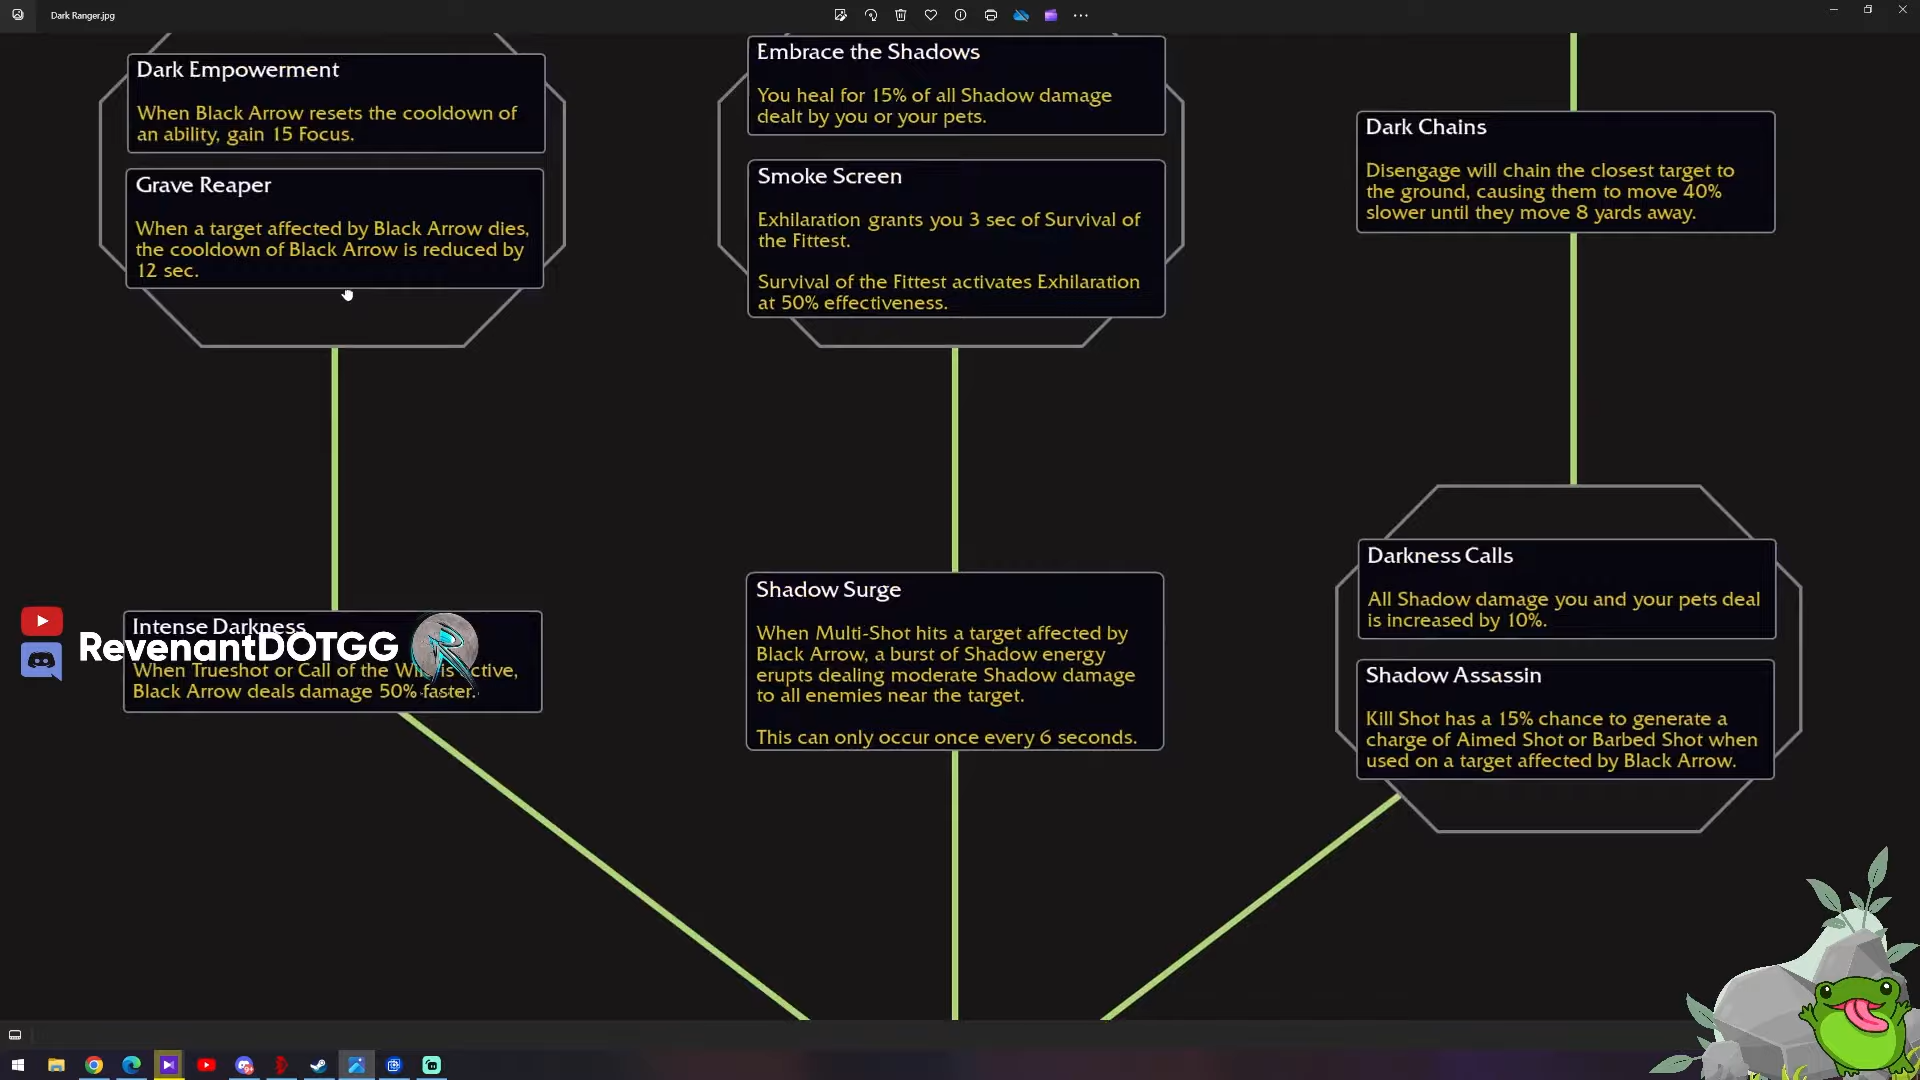 Dark Ranger.jpg
Dark Empowerment
When Black Arrow resets the cooldown of
an ability, gain 15 Focus.
Grave Reaper
When a target affected by Black Arrow dies,
the cooldown of Black Arrow is reduced by
12 sec.
Embrace the Shadows
You heal for 15% of all Shadow damage
dealt by you or your pets.
Smoke Screen
Exhilaration grants you 3 sec of Survival of
the Fittest.
Survival of the Fittest activates Exhilaration
at 50% effectiveness.
Dark Chains
Disengage will chain the closest target to
the ground, causing them to move 40%
slower until they move 8 yards away.
Intense Darkness
RevenantDOTGG
When Trueshot or Call of the Wild is active,
Black Arrow deals damage 50% faster.
Shadow Surge
When Multi-Shot hits a target affected by
Black Arrow, a burst of Shadow energy
erupts dealing moderate Shadow damage
to all enemies near the target.
This can only occur once every 6 seconds.
Darkness Calls
All Shadow damage you and your pets deal
is increased by 10%.
Shadow Assassin
Kill Shot has a 15% chance to generate a
charge of Aimed Shot or Barbed Shot when
used on a target affected by Black Arrow.